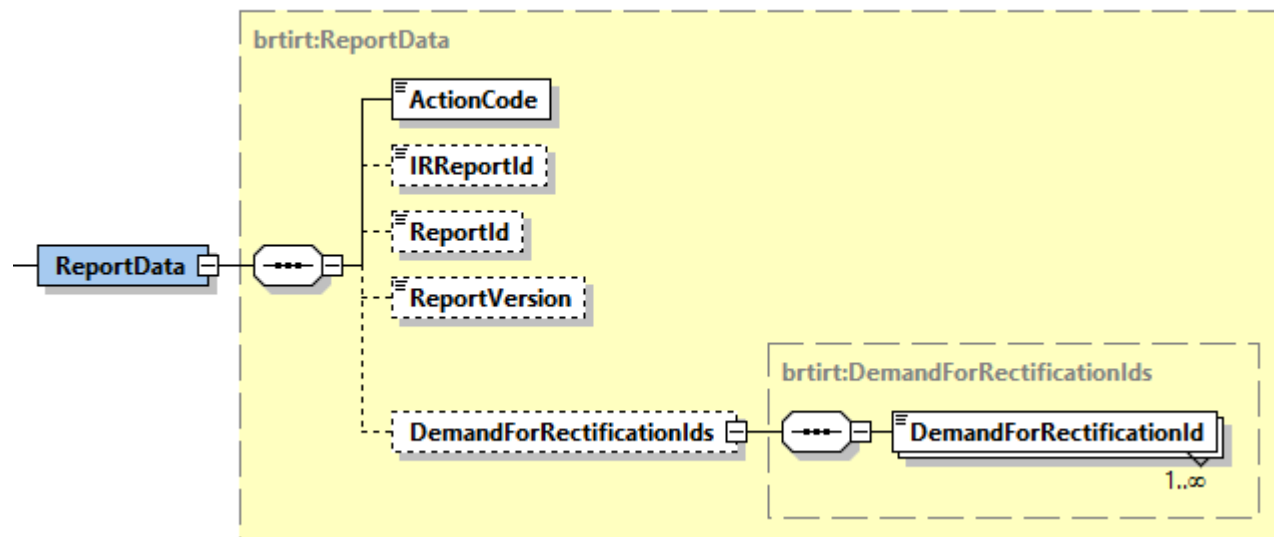 brtirt:ReportData
ActionCode
IRReportId
ReportId
ReportData
ReportVersion
brtirt:DemandForRectificationIds
DemandForRectificationIds
DemandForRectificationId
1..∞